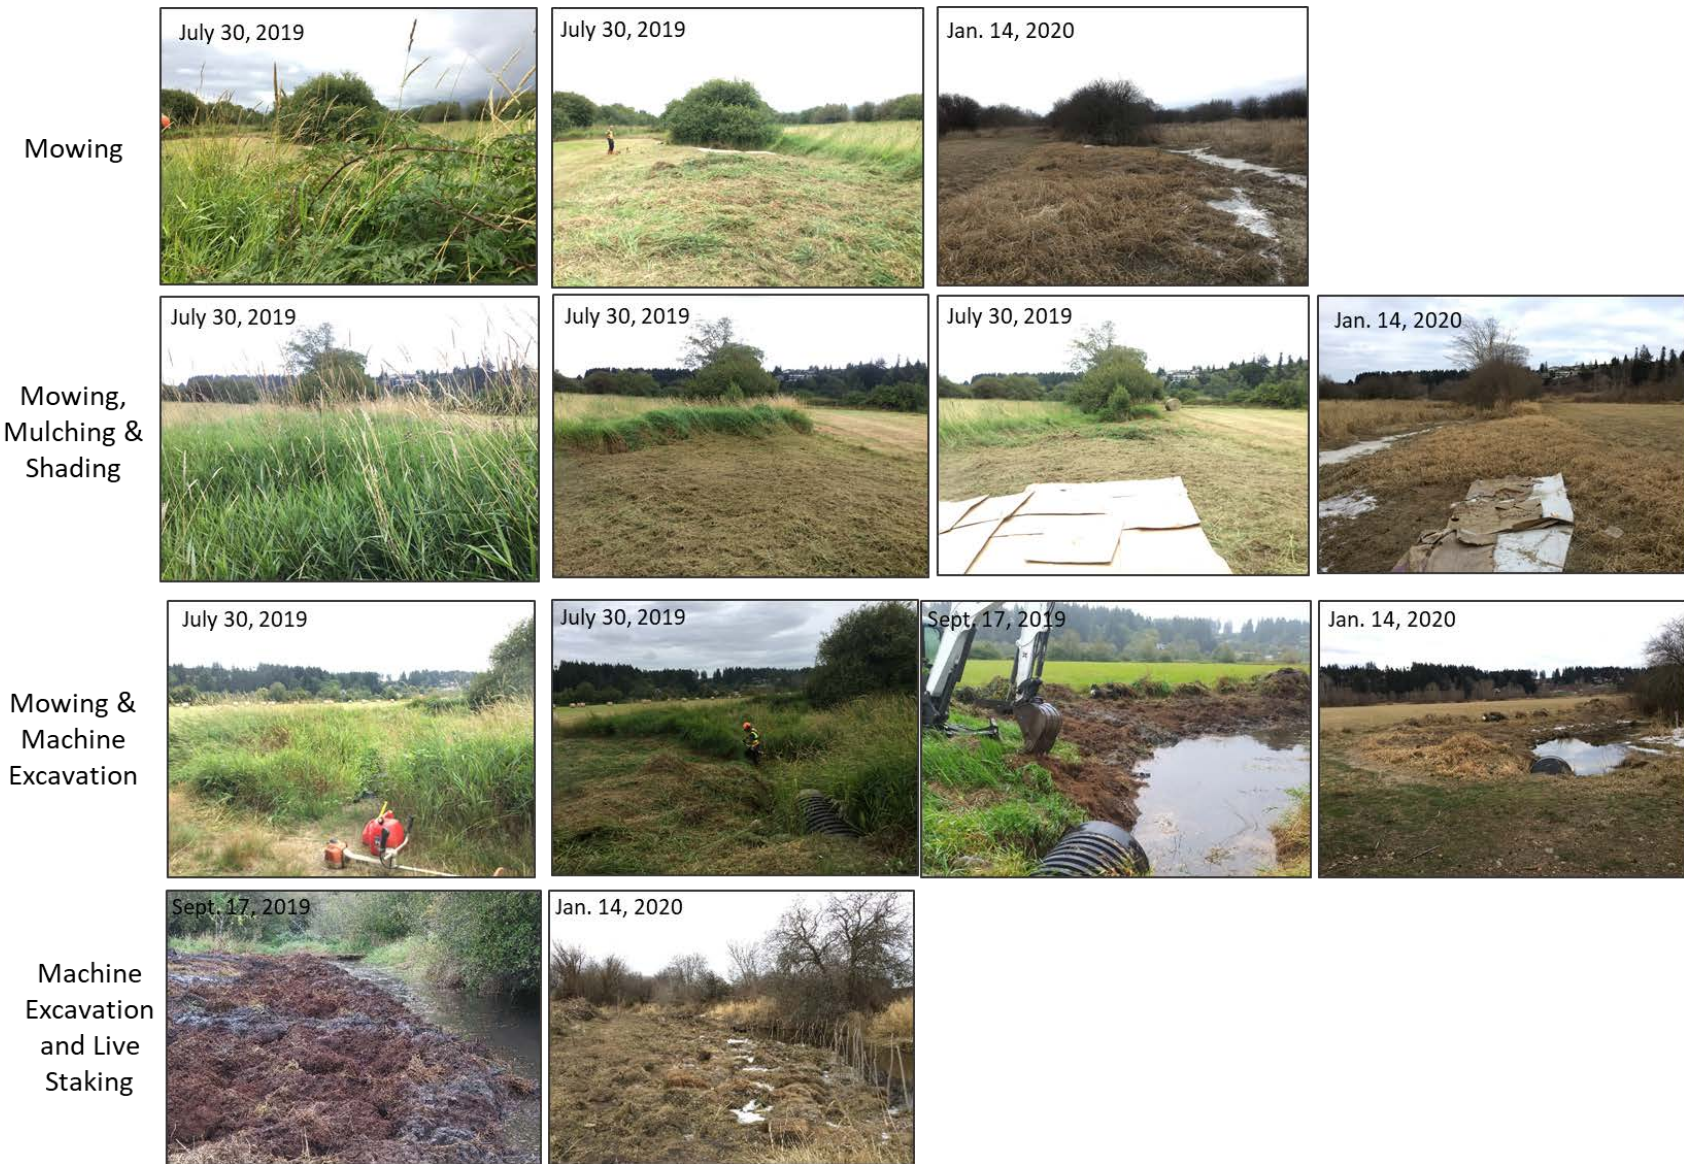 July 30, 2019
July 30, 2019
Jan. 14, 2020
Mowing
July 30, 2019
July 30, 2019
July 30, 2019
Jan. 14, 2020
Mowing,
Mulching &
Shading
July 30, 2019
July 30, 2019
Sept. 17, 2019
Jan. 14, 2020
Mowing &
Machine
Excavation
Sept. 17, 2019
Jan. 14, 2020
Machine
Excavation
and Live
Staking